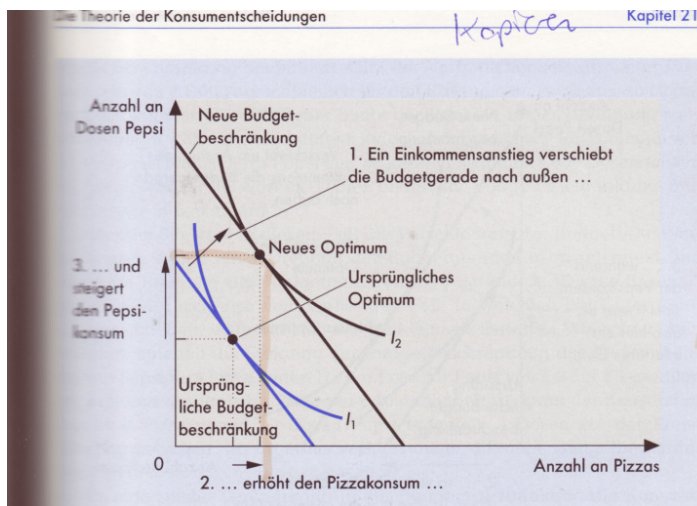 Die Theorie der Konsumentscheidungen
Kopieren
Kapitel 21
Anzahl an
Dosen Pepsi
Neue Budget-
beschränkung
1. Ein Einkommensanstieg verschiebt
die Budgetgerade nach außen …
Neues Optimum
3. … und
steigert
den Pepsi-
konsum
Ursprüngliches
Optimum
I2
Ursprüng-
liche Budget-
beschränkung
I1
0
Anzahl an Pizzas
2. … erhöht den Pizzakonsum …